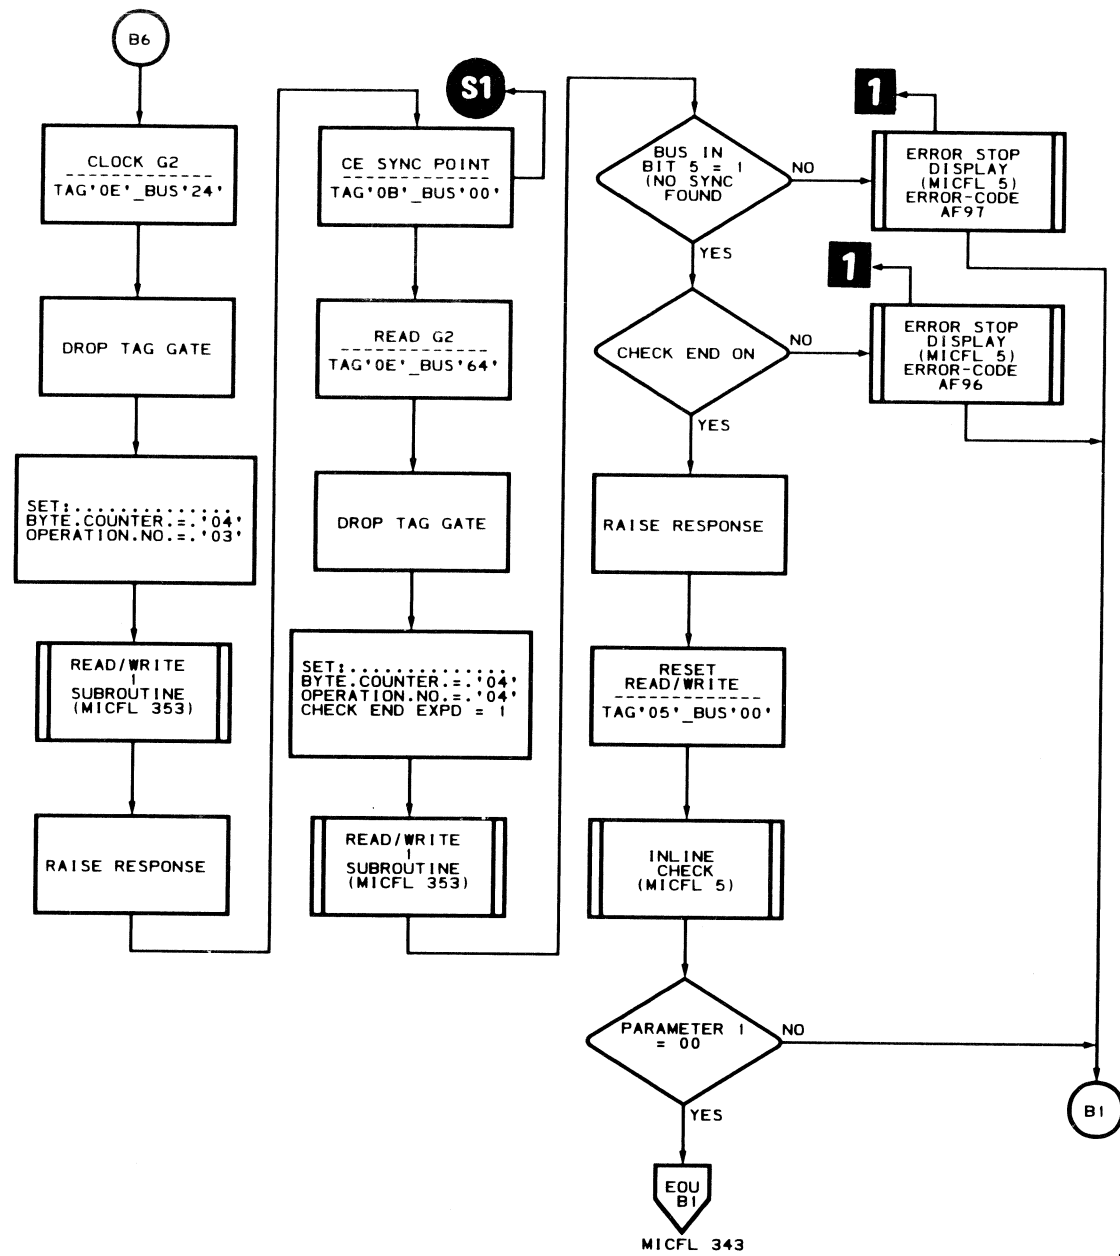 B6
CLOCK G2
TAG'0E'_BUS'24'
DROP TAG GATE
SET:..............
BYTE.COUNTER.=.'04'
OPERATION.NO.=.'03'
READ/WRITE
1
SUBROUTINE
(MICFL 353)
RAISE RESPONSE
S1
CE SYNC POINT
TAG'0B'_BUS'00'
READ G2
TAG'0E'_BUS'64'
DROP TAG GATE
SET:..............
BYTE.COUNTER.=.'04'
OPERATION.NO.=.'04'
CHECK END EXPD = 1
READ/WRITE
1
SUBROUTINE
(MICFL 353)
BUS IN
BIT 5 = 1
(NO SYNC
FOUND
NO
YES
1
ERROR STOP
DISPLAY
(MICFL 5)
ERROR-CODE
AF97
CHECK END ON
NO
YES
1
ERROR STOP
DISPLAY
(MICFL 5)
ERROR-CODE
AF96
RAISE RESPONSE
RESET
READ/WRITE
TAG'05'_BUS'00'
INLINE
CHECK
(MICFL 5)
PARAMETER 1
= 00
NO
YES
B1
EOU
B1
MICFL 343